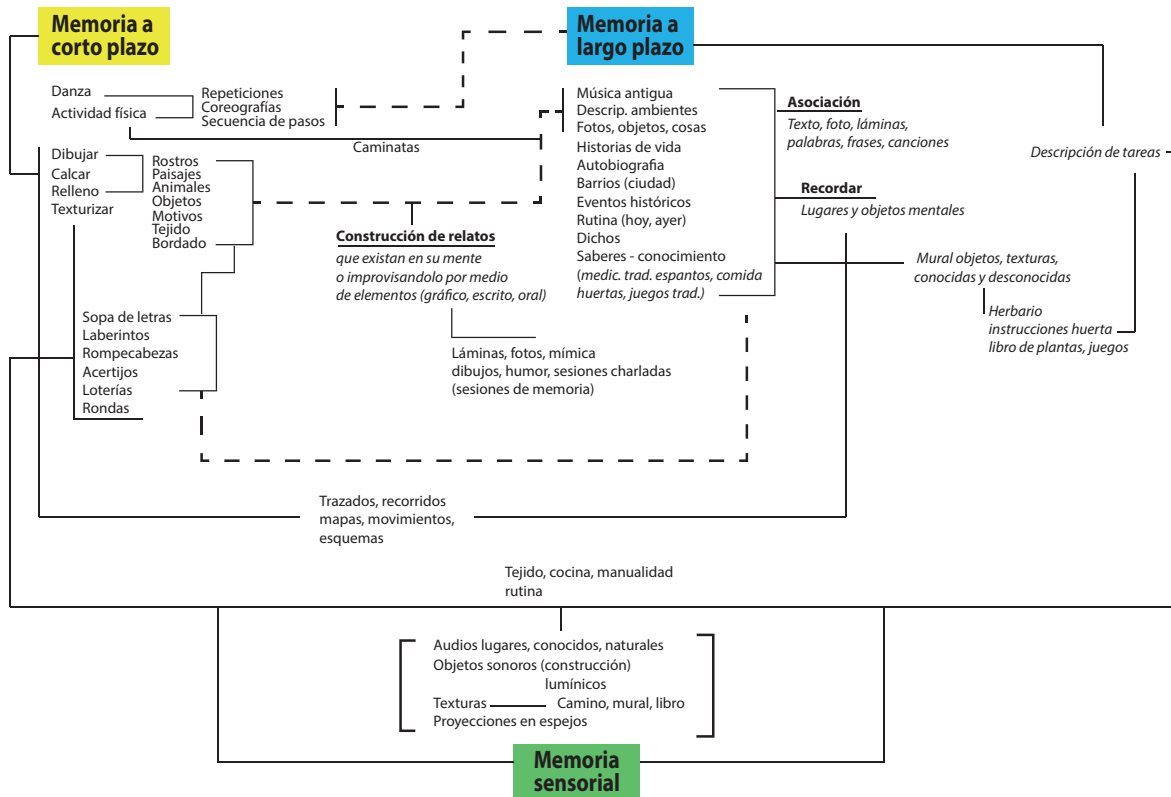 Memoria a
corto plazo
Memoria a
largo plazo
Danza
Actividad física
Repeticiones
Coreografías
Secuencia de pasos
Caminatas
Dibujar
Calcar
Relleno
Texturizar
Rostros
Paisajes
Animales
Objetos
Motivos
Tejido
Bordado
Sopa de letras
Laberintos
Rompecabezas
Acertijos
Loterías
Rondas
Construcción de relatos
que existan en su mente
o improvisandolo por medio
de elementos (gráfico, escrito, oral)
Láminas, fotos, mímica
dibujos, humor, sesiones charladas
(sesiones de memoria)
Música antigua
Descrip. ambientes
Fotos, objetos, cosas
Historias de vida
Autobiografia
Barrios (ciudad)
Eventos históricos
Rutina (hoy, ayer)
Dichos
Saberes - conocimiento
(medic. trad. espantos, comida
huertas, juegos trad.)
Asociación
Texto, foto, láminas,
palabras, frases, canciones
Recordar
Lugares y objetos mentales
Descripción de tareas
Mural objetos, texturas,
conocidas y desconocidas
Herbario
instrucciones huerta
libro de plantas, juegos
Trazados, recorridos
mapas, movimientos,
esquemas
Tejido, cocina, manualidad
rutina
Audios lugares, conocidos, naturales
Objetos sonoros (construcción)
lumínicos
Texturas Camino, mural, libro
Proyecciones en espejos
Memoria
sensorial